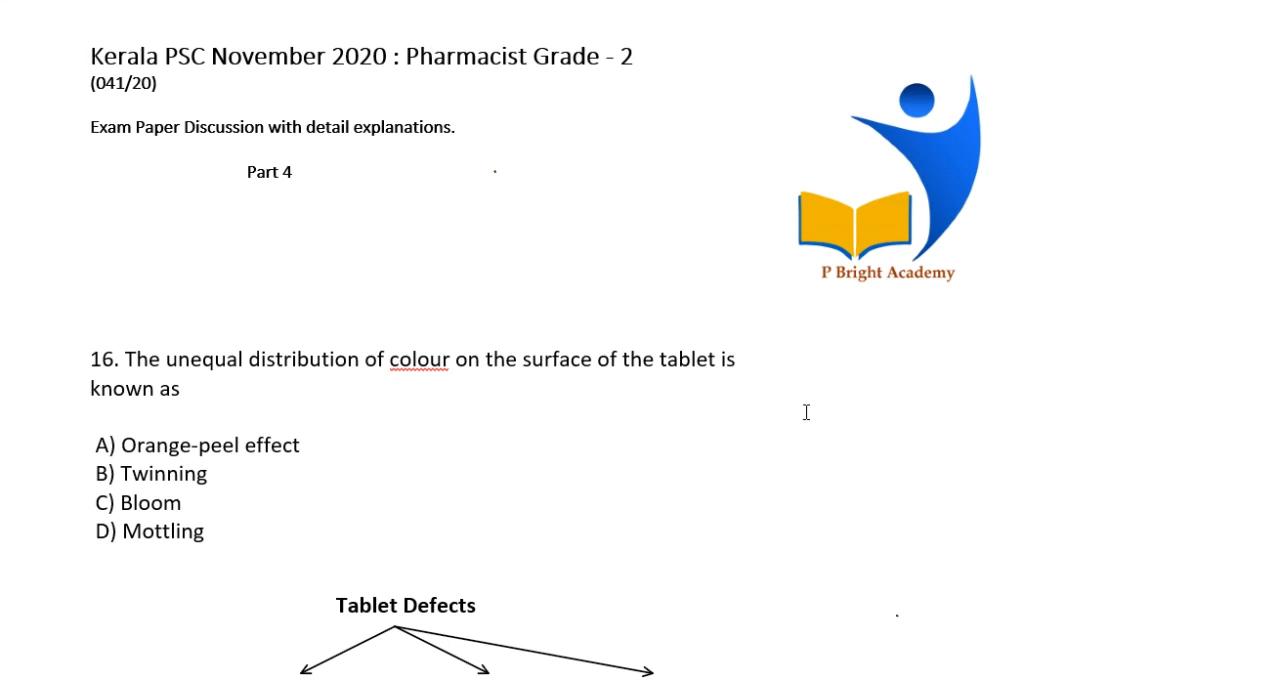 Kerala PSC November 2020 : Pharmacist Grade - 2
(041/20)
Exam Paper Discussion with detail explanations.
Part 4
P Bright Academy
16. The unequal distribution of colour on the surface of the tablet is
known as
A) Orange-peel effect
B) Twinning
C) Bloom
D) Mottling
Tablet Defects